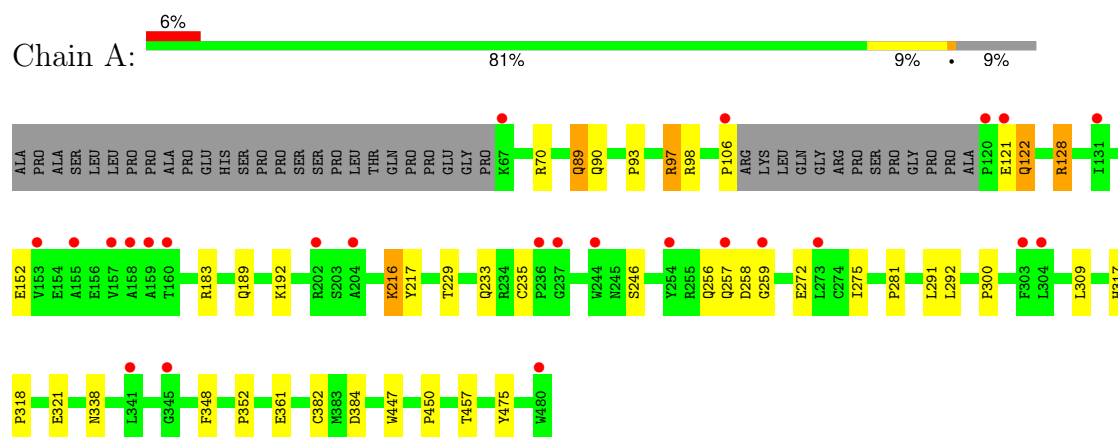 6%
Chain A:
81% 9% • 9%
ALA PRO ALA SER LEU LEU PRO PRO ALA PRO GLU HIS SER PRO PRO SER SER PRO LEU THR GLN PRO PRO GLU GLY PRO K67 R70 Q89 Q90 P93 R97 R98 P106 ARG LYS LEU GLN GLY ARG PRO SER PRO GLY PRO PRO ALA P120 E121 Q122 R128 I131
E152 V153 E154 A155 E156 V157 A158 A159 T160 R183 Q189 K192 R202 S203 A204 K216 Y217 T229 Q233 R234 C235 P236 G237 W244 N245 S246 Y254 R255 Q256 Q257 D258 G259 E272 L273 C274 I275 P281 L291 L292 P300 F303 L304 L309 H317
P318 E321 N338 L341 G345 F348 P352 E361 C382 M383 D384 W447 P450 T457 Y475 W480